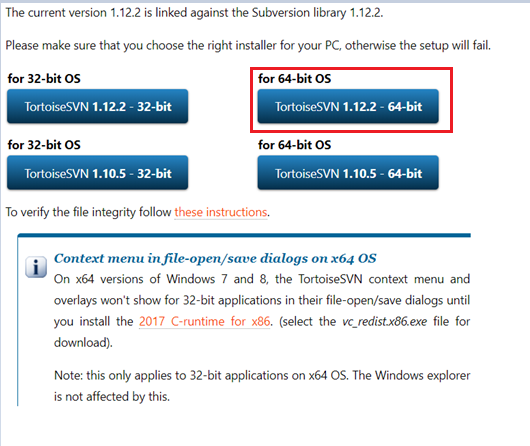 The current version 1.12.2 is linked against the Subversion library 1.12.2.
Please make sure that you choose the right installer for your PC, otherwise the setup will fail.
for 32-bit OS for 64-bit OS
TortoiseSVN 1.12.2 - 32-bit TortoiseSVN 1.12.2 - 64-bit
for 32-bit OS for 64-bit OS
TortoiseSVN 1.10.5 - 32-bit TortoiseSVN 1.10.5 - 64-bit
To verify the file integrity follow these instructions.
i Context menu in file-open/save dialogs on x64 OS
On x64 versions of Windows 7 and 8, the TortoiseSVN context menu and
overlays won't show for 32-bit applications in their file-open/save dialogs until
you install the 2017 C-runtime for x86. (select the vc_redist.x86.exe file for
download).
Note: this only applies to 32-bit applications on x64 OS. The Windows explorer
is not affected by this.